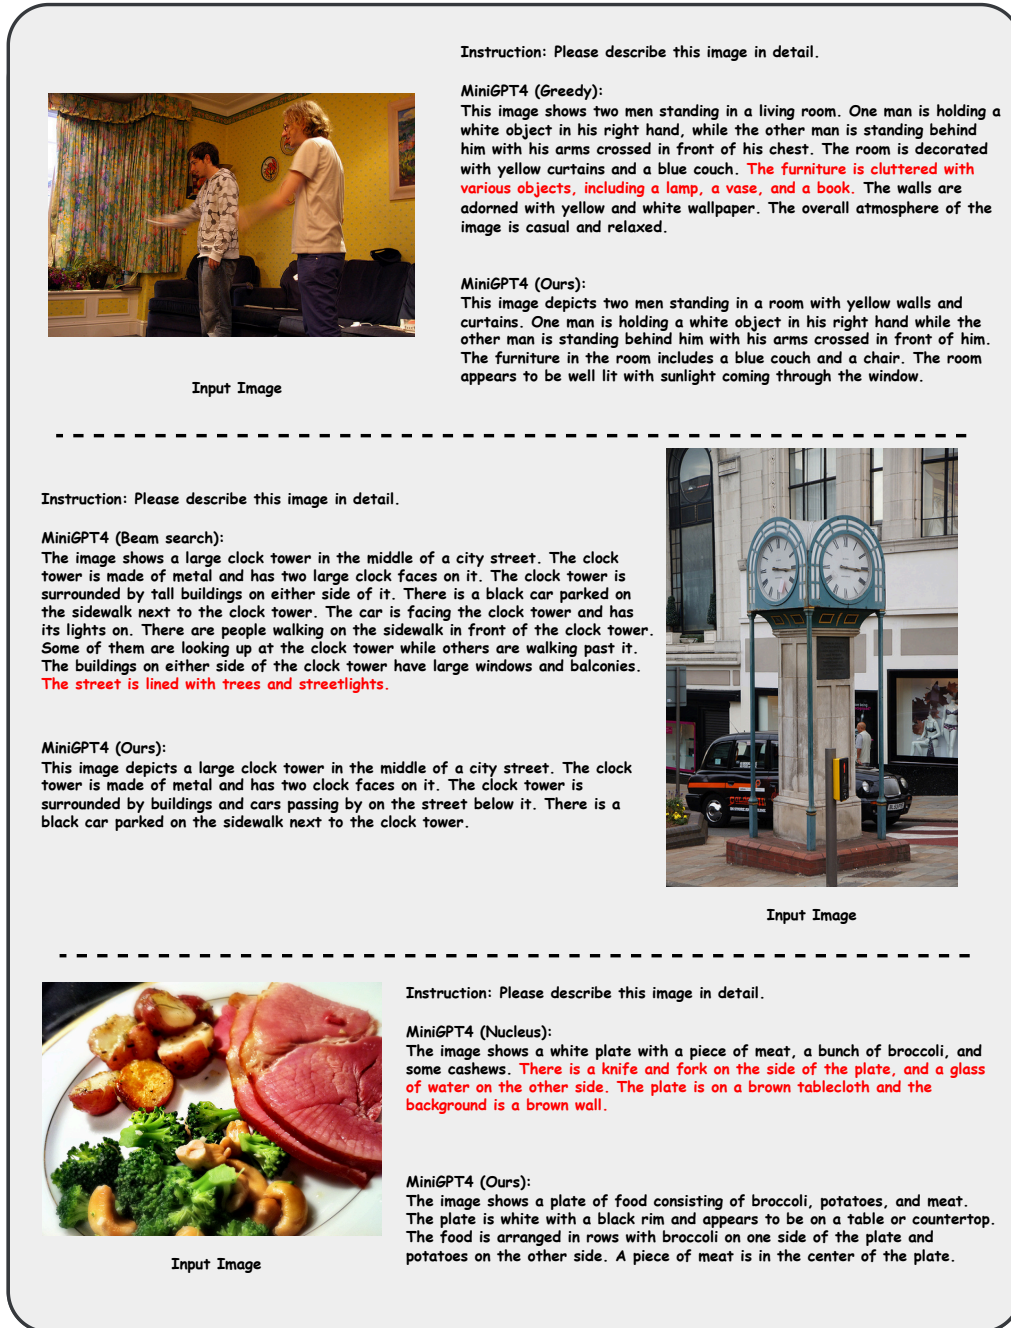 Instruction: Please describe this image in detail.
MiniGPT4 (Greedy):
This image shows two men standing in a living room. One man is holding a
white object in his right hand, while the other man is standing behind
him with his arms crossed in front of his chest. The room is decorated
with yellow curtains and a blue couch. The furniture is cluttered with
various objects, including a lamp, a vase, and a book. The walls are
adorned with yellow and white wallpaper. The overall atmosphere of the
image is casual and relaxed.
MiniGPT4 (Ours):
This image depicts two men standing in a room with yellow walls and
curtains. One man is holding a white object in his right hand while the
other man is standing behind him with his arms crossed in front of him.
The furniture in the room includes a blue couch and a chair. The room
appears to be well lit with sunlight coming through the window.
Input Image
Instruction: Please describe this image in detail.
MiniGPT4 (Beam search):
The image shows a large clock tower in the middle of a city street. The clock
tower is made of metal and has two large clock faces on it. The clock tower is
surrounded by tall buildings on either side of it. There is a black car parked on
the sidewalk next to the clock tower. The car is facing the clock tower and has
its lights on. There are people walking on the sidewalk in front of the clock tower.
Some of them are looking up at the clock tower while others are walking past it.
The buildings on either side of the clock tower have large windows and balconies.
The street is lined with trees and streetlights.
MiniGPT4 (Ours):
This image depicts a large clock tower in the middle of a city street. The clock
tower is made of metal and has two clock faces on it. The clock tower is
surrounded by buildings and cars passing by on the street below it. There is a
black car parked on the sidewalk next to the clock tower.
Input Image
Instruction: Please describe this image in detail.
MiniGPT4 (Nucleus):
The image shows a white plate with a piece of meat, a bunch of broccoli, and
some cashews. There is a knife and fork on the side of the plate, and a glass
of water on the other side. The plate is on a brown tablecloth and the
background is a brown wall.
MiniGPT4 (Ours):
The image shows a plate of food consisting of broccoli, potatoes, and meat.
The plate is white with a black rim and appears to be on a table or countertop.
The food is arranged in rows with broccoli on one side of the plate and
potatoes on the other side. A piece of meat is in the center of the plate.
Input Image